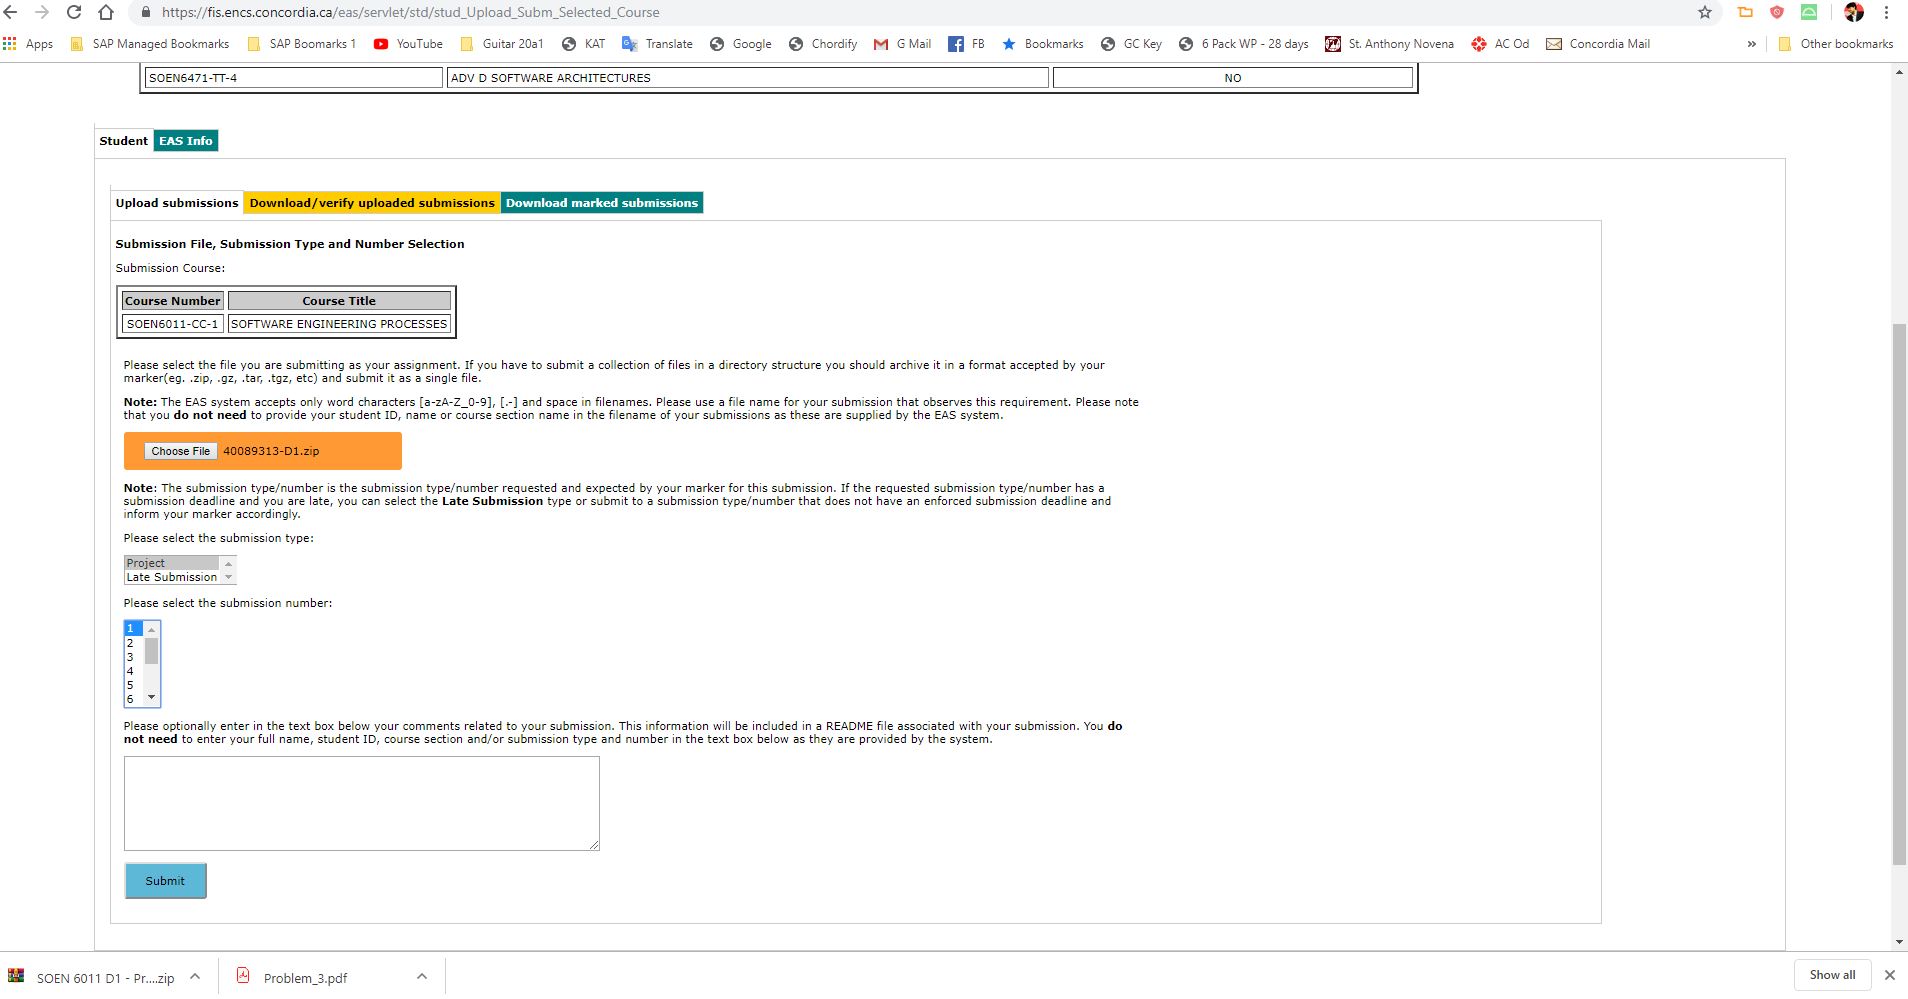 https://fis.encs.concordia.ca/eas/servlet/std/stud_Upload_Subm_Selected_Course
Apps SAP Managed Bookmarks SAP Boomarks 1 YouTube Guitar 20a1 KAT Translate Google Chordify G Mail FB Bookmarks GC Key 6 Pack WP - 28 days St. Anthony Novena AC Od Concordia Mail » Other bookmarks
SOEN6471-TT-4 ADV D SOFTWARE ARCHITECTURES NO
Student EAS Info
Upload submissions Download/verify uploaded submissions Download marked submissions
Submission File, Submission Type and Number Selection
Submission Course:
Course Number Course Title
SOEN6011-CC-1 SOFTWARE ENGINEERING PROCESSES
Please select the file you are submitting as your assignment. If you have to submit a collection of files in a directory structure you should archive it in a format accepted by your
marker(eg. .zip, .gz, .tar, .tgz, etc) and submit it as a single file.
Note: The EAS system accepts only word characters [a-zA-Z_0-9], [.-] and space in filenames. Please use a file name for your submission that observes this requirement. Please note
that you do not need to provide your student ID, name or course section name in the filename of your submissions as these are supplied by the EAS system.
Choose File 40089313-D1.zip
Note: The submission type/number is the submission type/number requested and expected by your marker for this submission. If the requested submission type/number has a
submission deadline and you are late, you can select the Late Submission type or submit to a submission type/number that does not have an enforced submission deadline and
inform your marker accordingly.
Please select the submission type:
Project
Late Submission
Please select the submission number:
1
2
3
4
5
6
Please optionally enter in the text box below your comments related to your submission. This information will be included in a README file associated with your submission. You do
not need to enter your full name, student ID, course section and/or submission type and number in the text box below as they are provided by the system.
Submit
SOEN 6011 D1 - Pr....zip Problem_3.pdf Show all